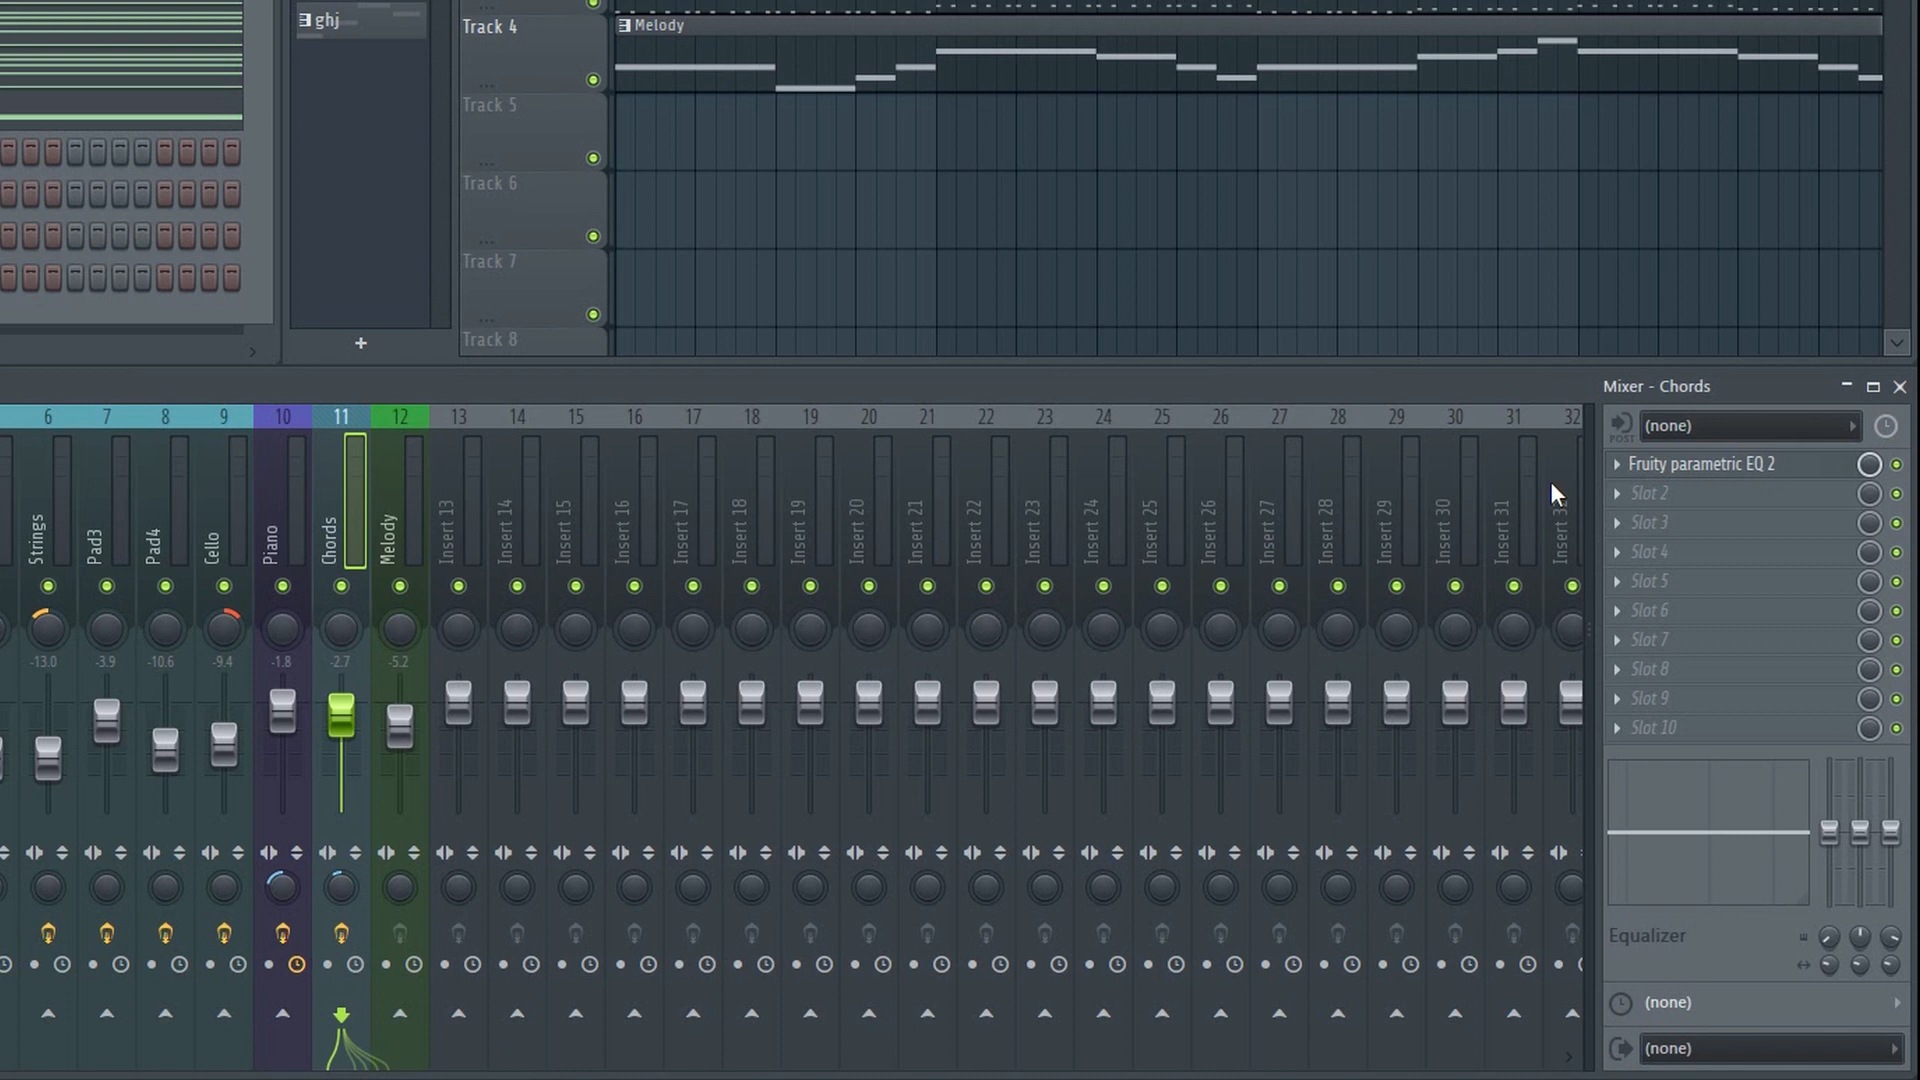 ghj
Track 4
Melody
...
Track 5
...
Track 6
...
Track 7
...
Track 8
+
Mixer - Chords
6 7 8 9 10 11 12 13 14 15 16 17 18 19 20 21 22 23 24 25 26 27 28 29 30 31 32
POST
(none)
Fruity parametric EQ 2
Slot 2
Slot 3
Slot 4
Slot 5
Slot 6
Slot 7
Slot 8
Slot 9
Slot 10
Strings
Pad3
Pad4
Cello
Piano
Chords
Melody
Insert 13
Insert 14
Insert 15
Insert 16
Insert 17
Insert 18
Insert 19
Insert 20
Insert 21
Insert 22
Insert 23
Insert 24
Insert 25
Insert 26
Insert 27
Insert 28
Insert 29
Insert 30
Insert 31
Insert
-13.0 -3.9 -10.6 -9.4 -1.8 -2.7 -5.2
Equalizer
(none)
(none)